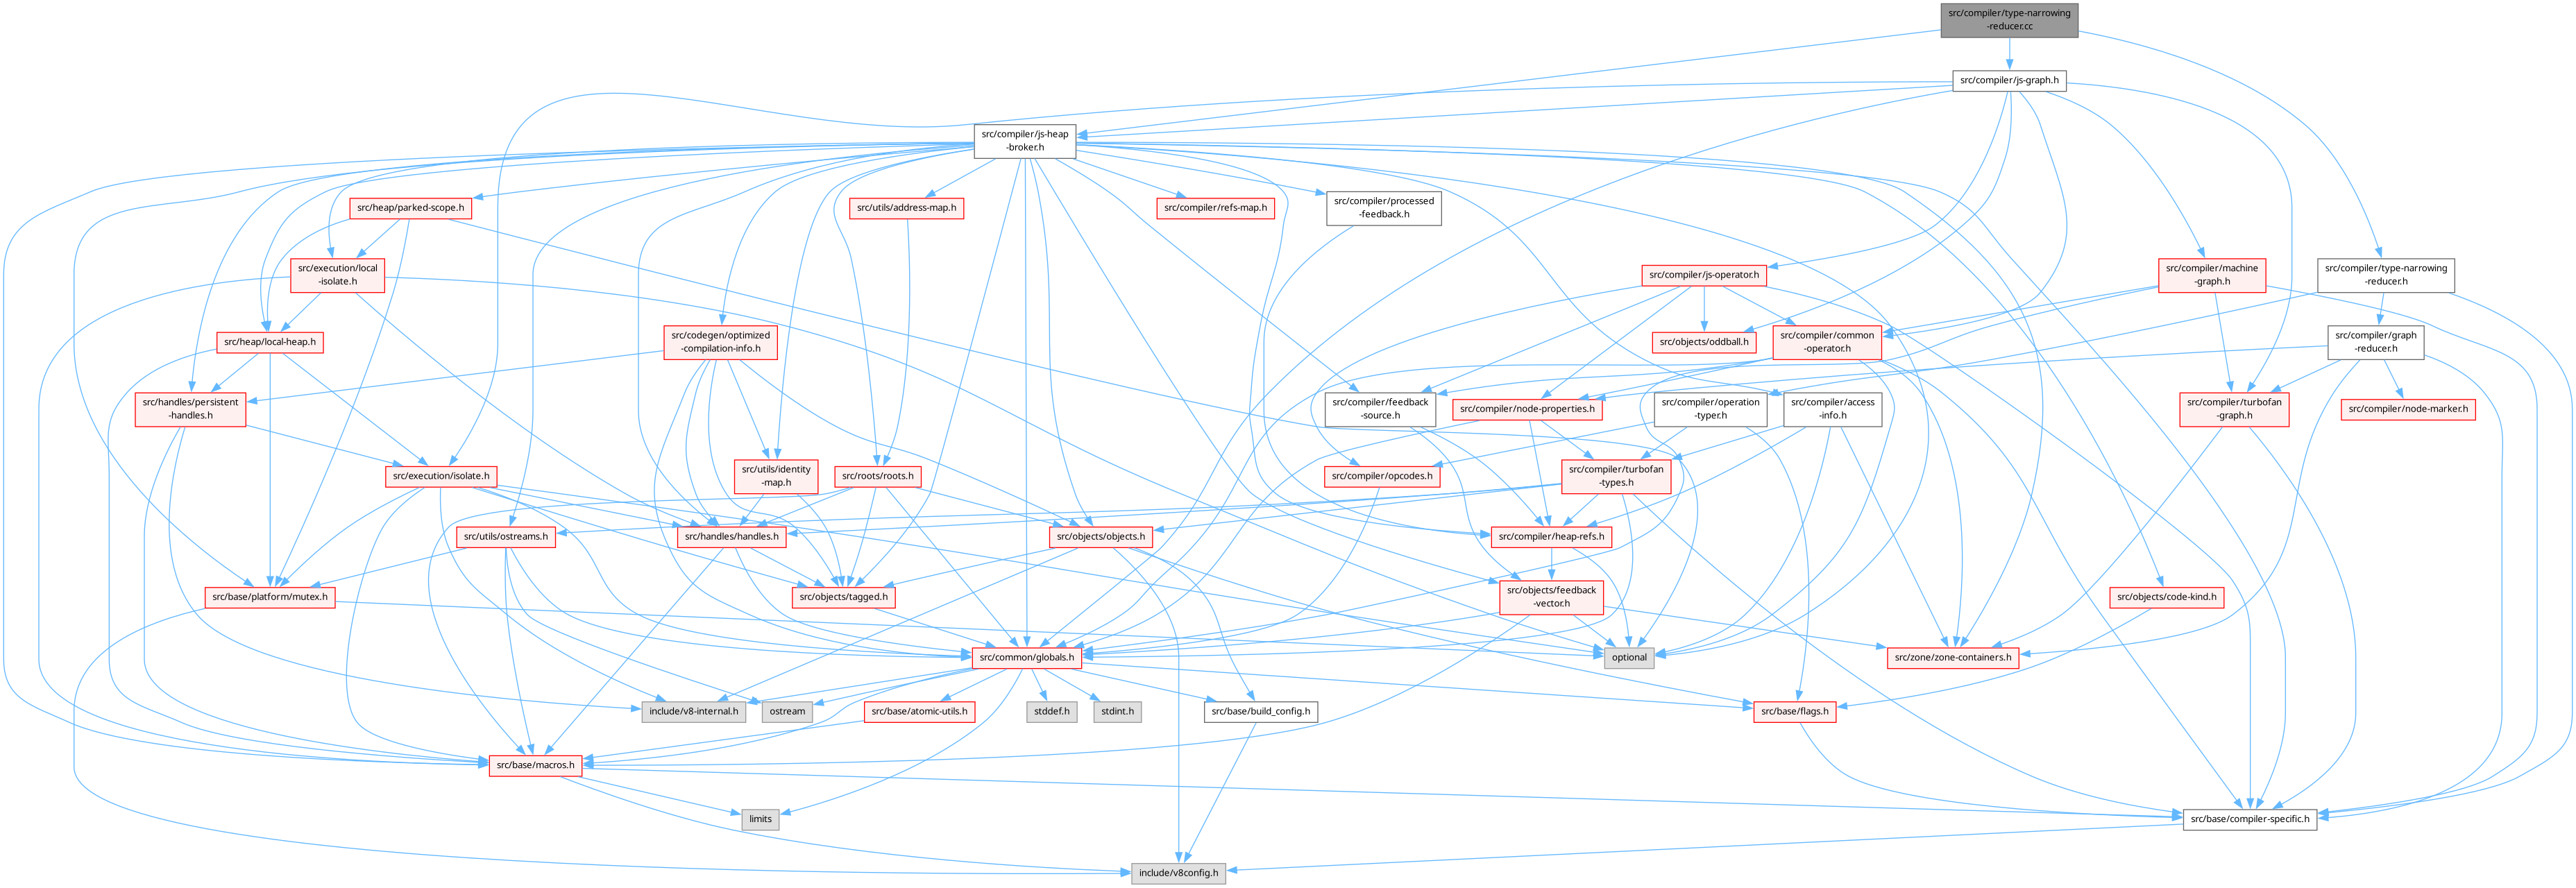 src/compiler/type-narrowing
-reducer.cc
src/compiler/js-graph.h
src/compiler/js-heap
-broker.h
src/heap/parked-scope.h
src/utils/address-map.h
src/compiler/refs-map.h
src/compiler/processed
-feedback.h
src/execution/local
-isolate.h
src/compiler/js-operator.h
src/compiler/machine
-graph.h
src/compiler/type-narrowing
-reducer.h
src/heap/local-heap.h
src/codegen/optimized
-compilation-info.h
src/objects/oddball.h
src/compiler/common
-operator.h
src/compiler/graph
-reducer.h
src/handles/persistent
-handles.h
src/compiler/feedback
-source.h
src/compiler/node-properties.h
src/compiler/operation
-typer.h
src/compiler/access
-info.h
src/compiler/turbofan
-graph.h
src/compiler/node-marker.h
src/execution/isolate.h
src/utils/identity
-map.h
src/roots/roots.h
src/compiler/opcodes.h
src/compiler/turbofan
-types.h
src/utils/ostreams.h
src/handles/handles.h
src/objects/objects.h
src/compiler/heap-refs.h
src/base/platform/mutex.h
src/objects/tagged.h
src/objects/feedback
-vector.h
src/objects/code-kind.h
src/common/globals.h
optional
src/zone/zone-containers.h
include/v8-internal.h
ostream
src/base/atomic-utils.h
stddef.h
stdint.h
src/base/build_config.h
src/base/flags.h
src/base/macros.h
limits
src/base/compiler-specific.h
include/v8config.h